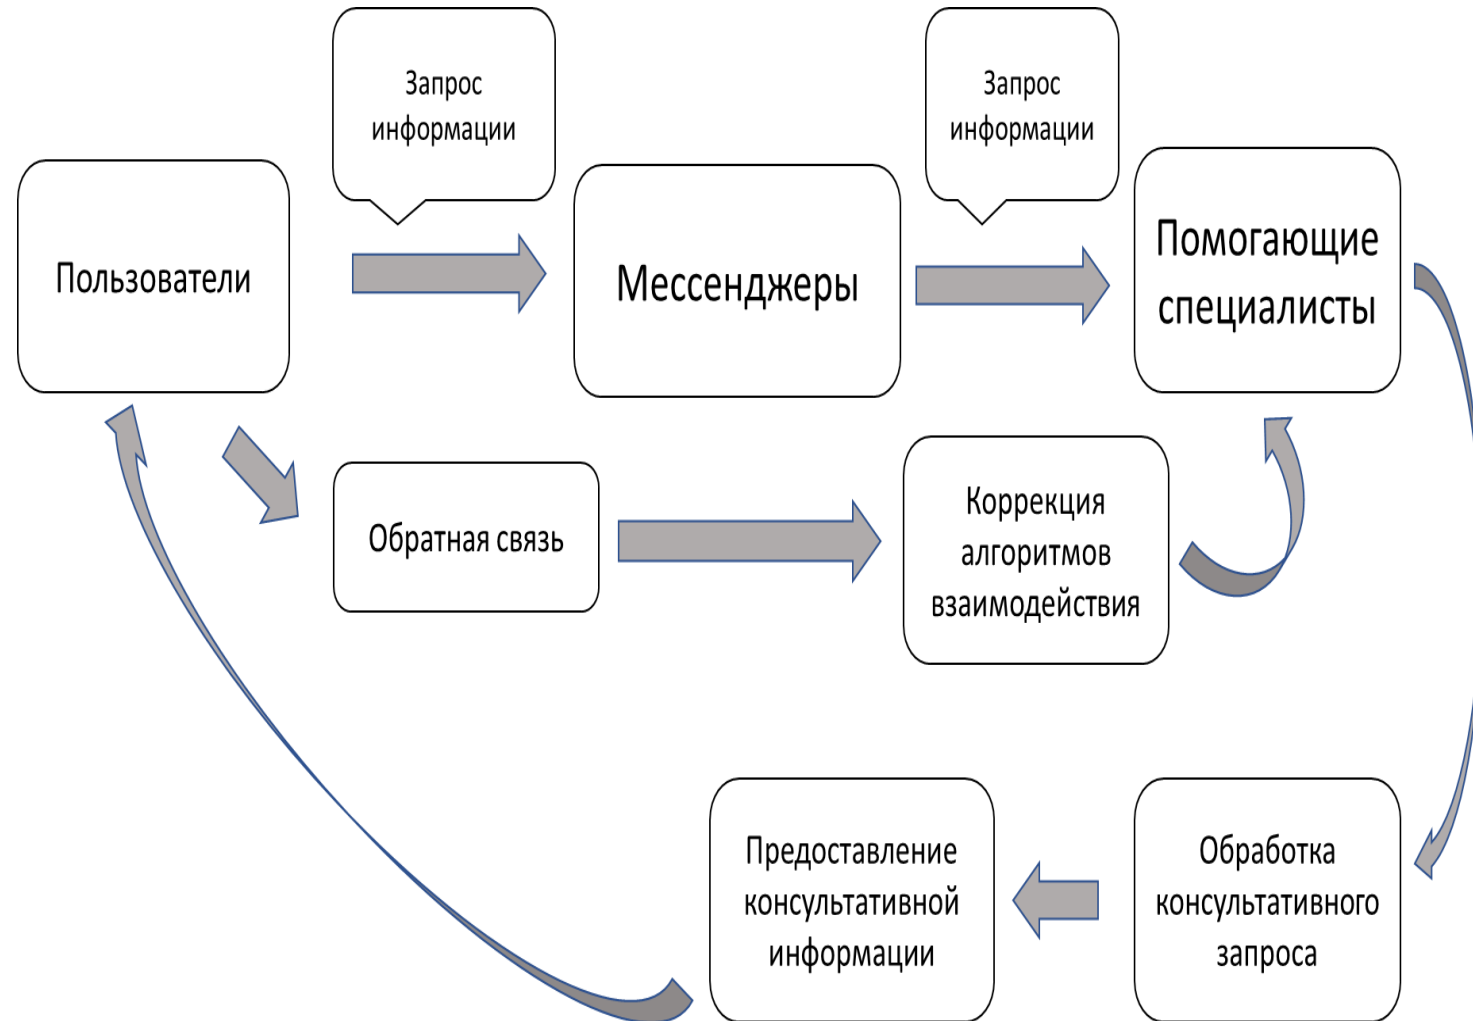 Запрос
информации
Запрос
информации
Пользователи
Мессенджеры
Помогающие
специалисты
Обратная связь
Коррекция
алгоритмов
взаимодействия
Предоставление
консультативной
информации
Обработка
консультативного
запроса